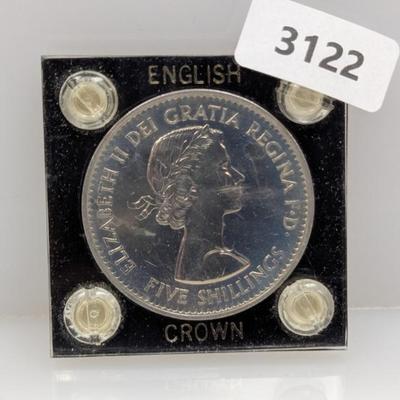 3122
ENGLISH
ELIZABETH II DEI GRATIA REGINA F.D.
FIVE SHILLINGS
CROWN